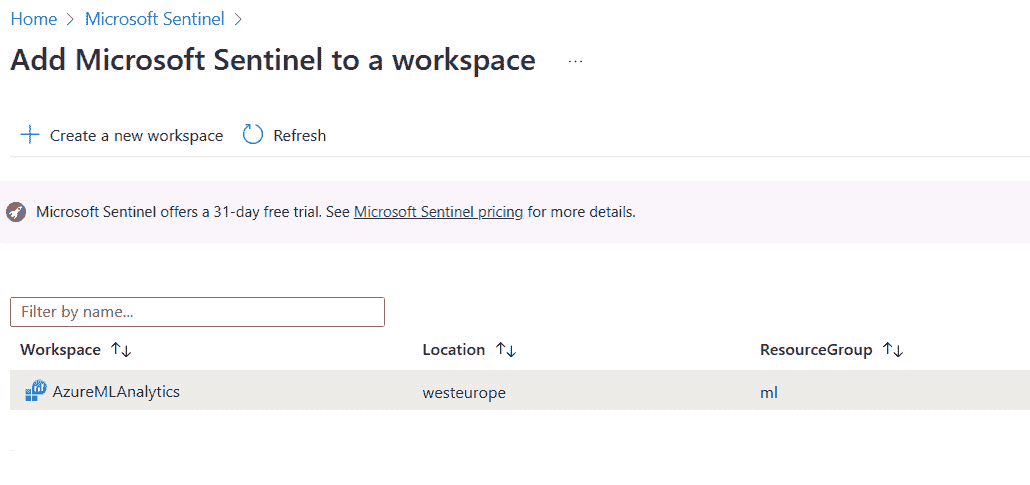 Home > Microsoft Sentinel >
Add Microsoft Sentinel to a workspace ...
Create a new workspace Refresh
Microsoft Sentinel offers a 31-day free trial. See Microsoft Sentinel pricing for more details.
Filter by name...
Workspace ↑↓ Location ↑↓ ResourceGroup ↑↓
AzureMLAnalytics westeurope ml